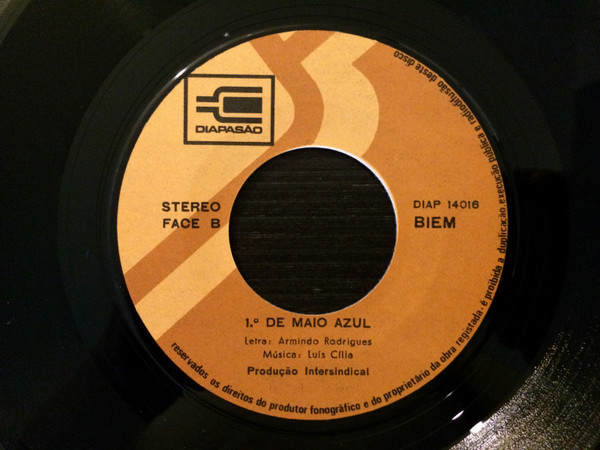 DIAPASÃO
STEREO
FACE B
DIAP 14016
BIEM
1.º DE MAIO AZUL
Letra: Armindo Rodrigues
Música: Luís Cília
Produção Intersindical
reservados os direitos do produtor fonográfico e do proprietário da obra registada · é proibida a duplicação, execução pública e radiodifusão deste disco